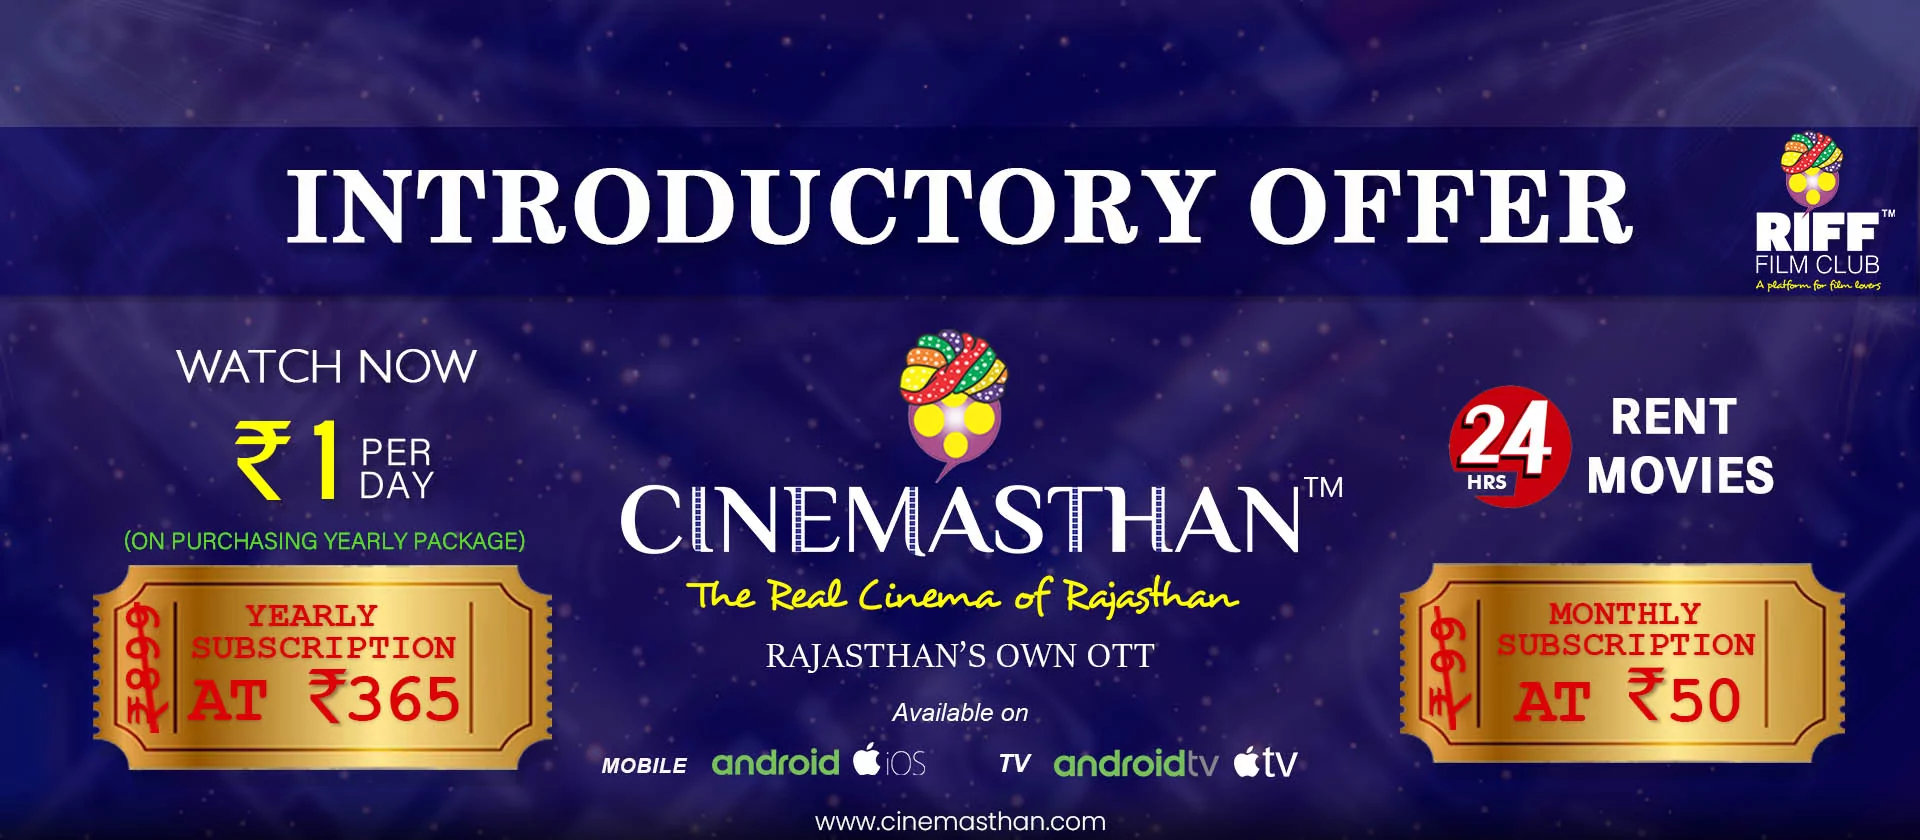 INTRODUCTORY OFFER
RIFF™
FILM CLUB
A platform for film lovers
WATCH NOW
₹1 PER DAY
(ON PURCHASING YEARLY PACKAGE)
₹899
YEARLY
SUBSCRIPTION
AT ₹365
CINEMASTHAN™
The Real Cinema of Rajasthan
RAJASTHAN'S OWN OTT
Available on
MOBILE android iOS TV androidtv tv
www.cinemasthan.com
24
HRS
RENT
MOVIES
₹99
MONTHLY
SUBSCRIPTION
AT ₹50